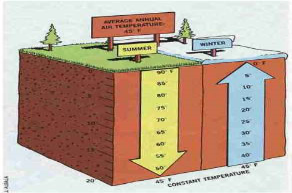 AVERAGE ANNUAL
AIR TEMPERATURE:
45° F
SUMMER
WINTER
90° F
85°
80°
75°
70°
65°
60°
55°
50°
45° F
0° F
5°
10°
15°
20°
25°
30°
35°
40°
45° F
20'
CONSTANT TEMPERATURE